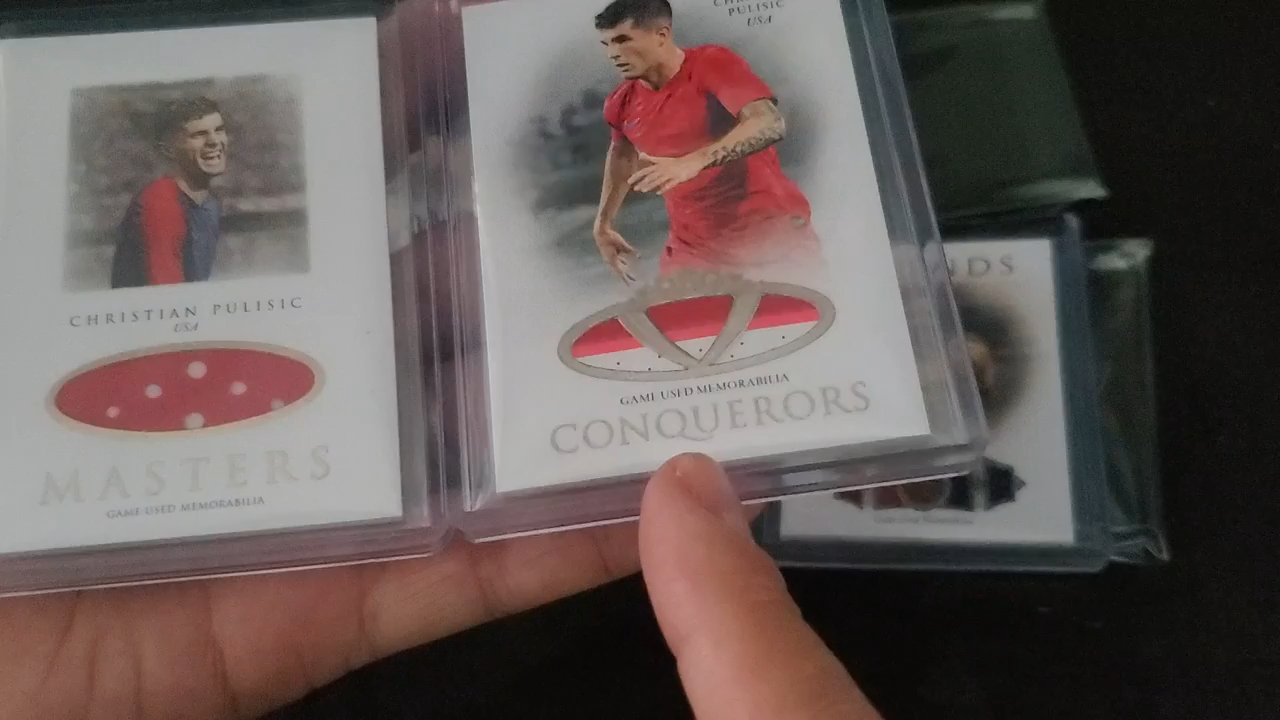 CHRISTIAN PULISIC
USA
MASTERS
GAME-USED MEMORABILIA
PULISIC
USA
GAME-USED MEMORABILIA
CONQUERORS